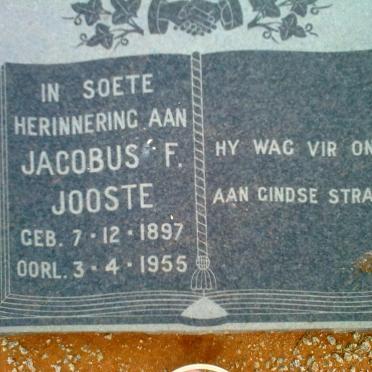 IN SOETE
HERINNERING AAN
JACOBUS F.
JOOSTE
GEB. 7·12·1897
OORL. 3·4·1955
HY WAG VIR ON
AAN GINDSE STRA